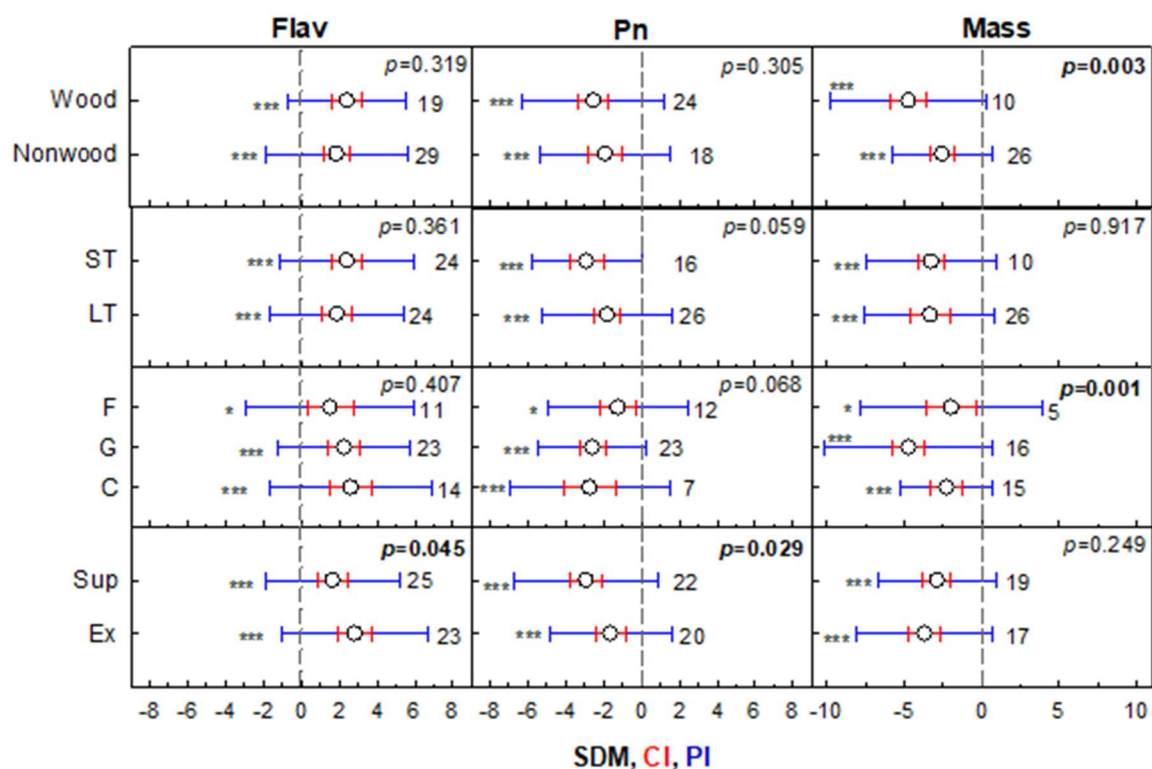 Flav Pn Mass
p=0.319 p=0.305 p=0.003
Wood *** 19 *** 24 *** 10
Nonwood *** 29 *** 18 *** 26
p=0.361 p=0.059 p=0.917
ST *** 24 *** 16 *** 10
LT *** 24 *** 26 *** 26
p=0.407 p=0.068 p=0.001
F * 11 * 12 * 5
G *** 23 *** 23 *** 16
C *** 14 *** 7 *** 15
p=0.045 p=0.029 p=0.249
Sup *** 25 *** 22 *** 19
Ex *** 23 *** 20 *** 17
-8 -6 -4 -2 0 2 4 6 8 -8 -6 -4 -2 0 2 4 6 8 -10 -5 0 5 10
SDM, CI, PI